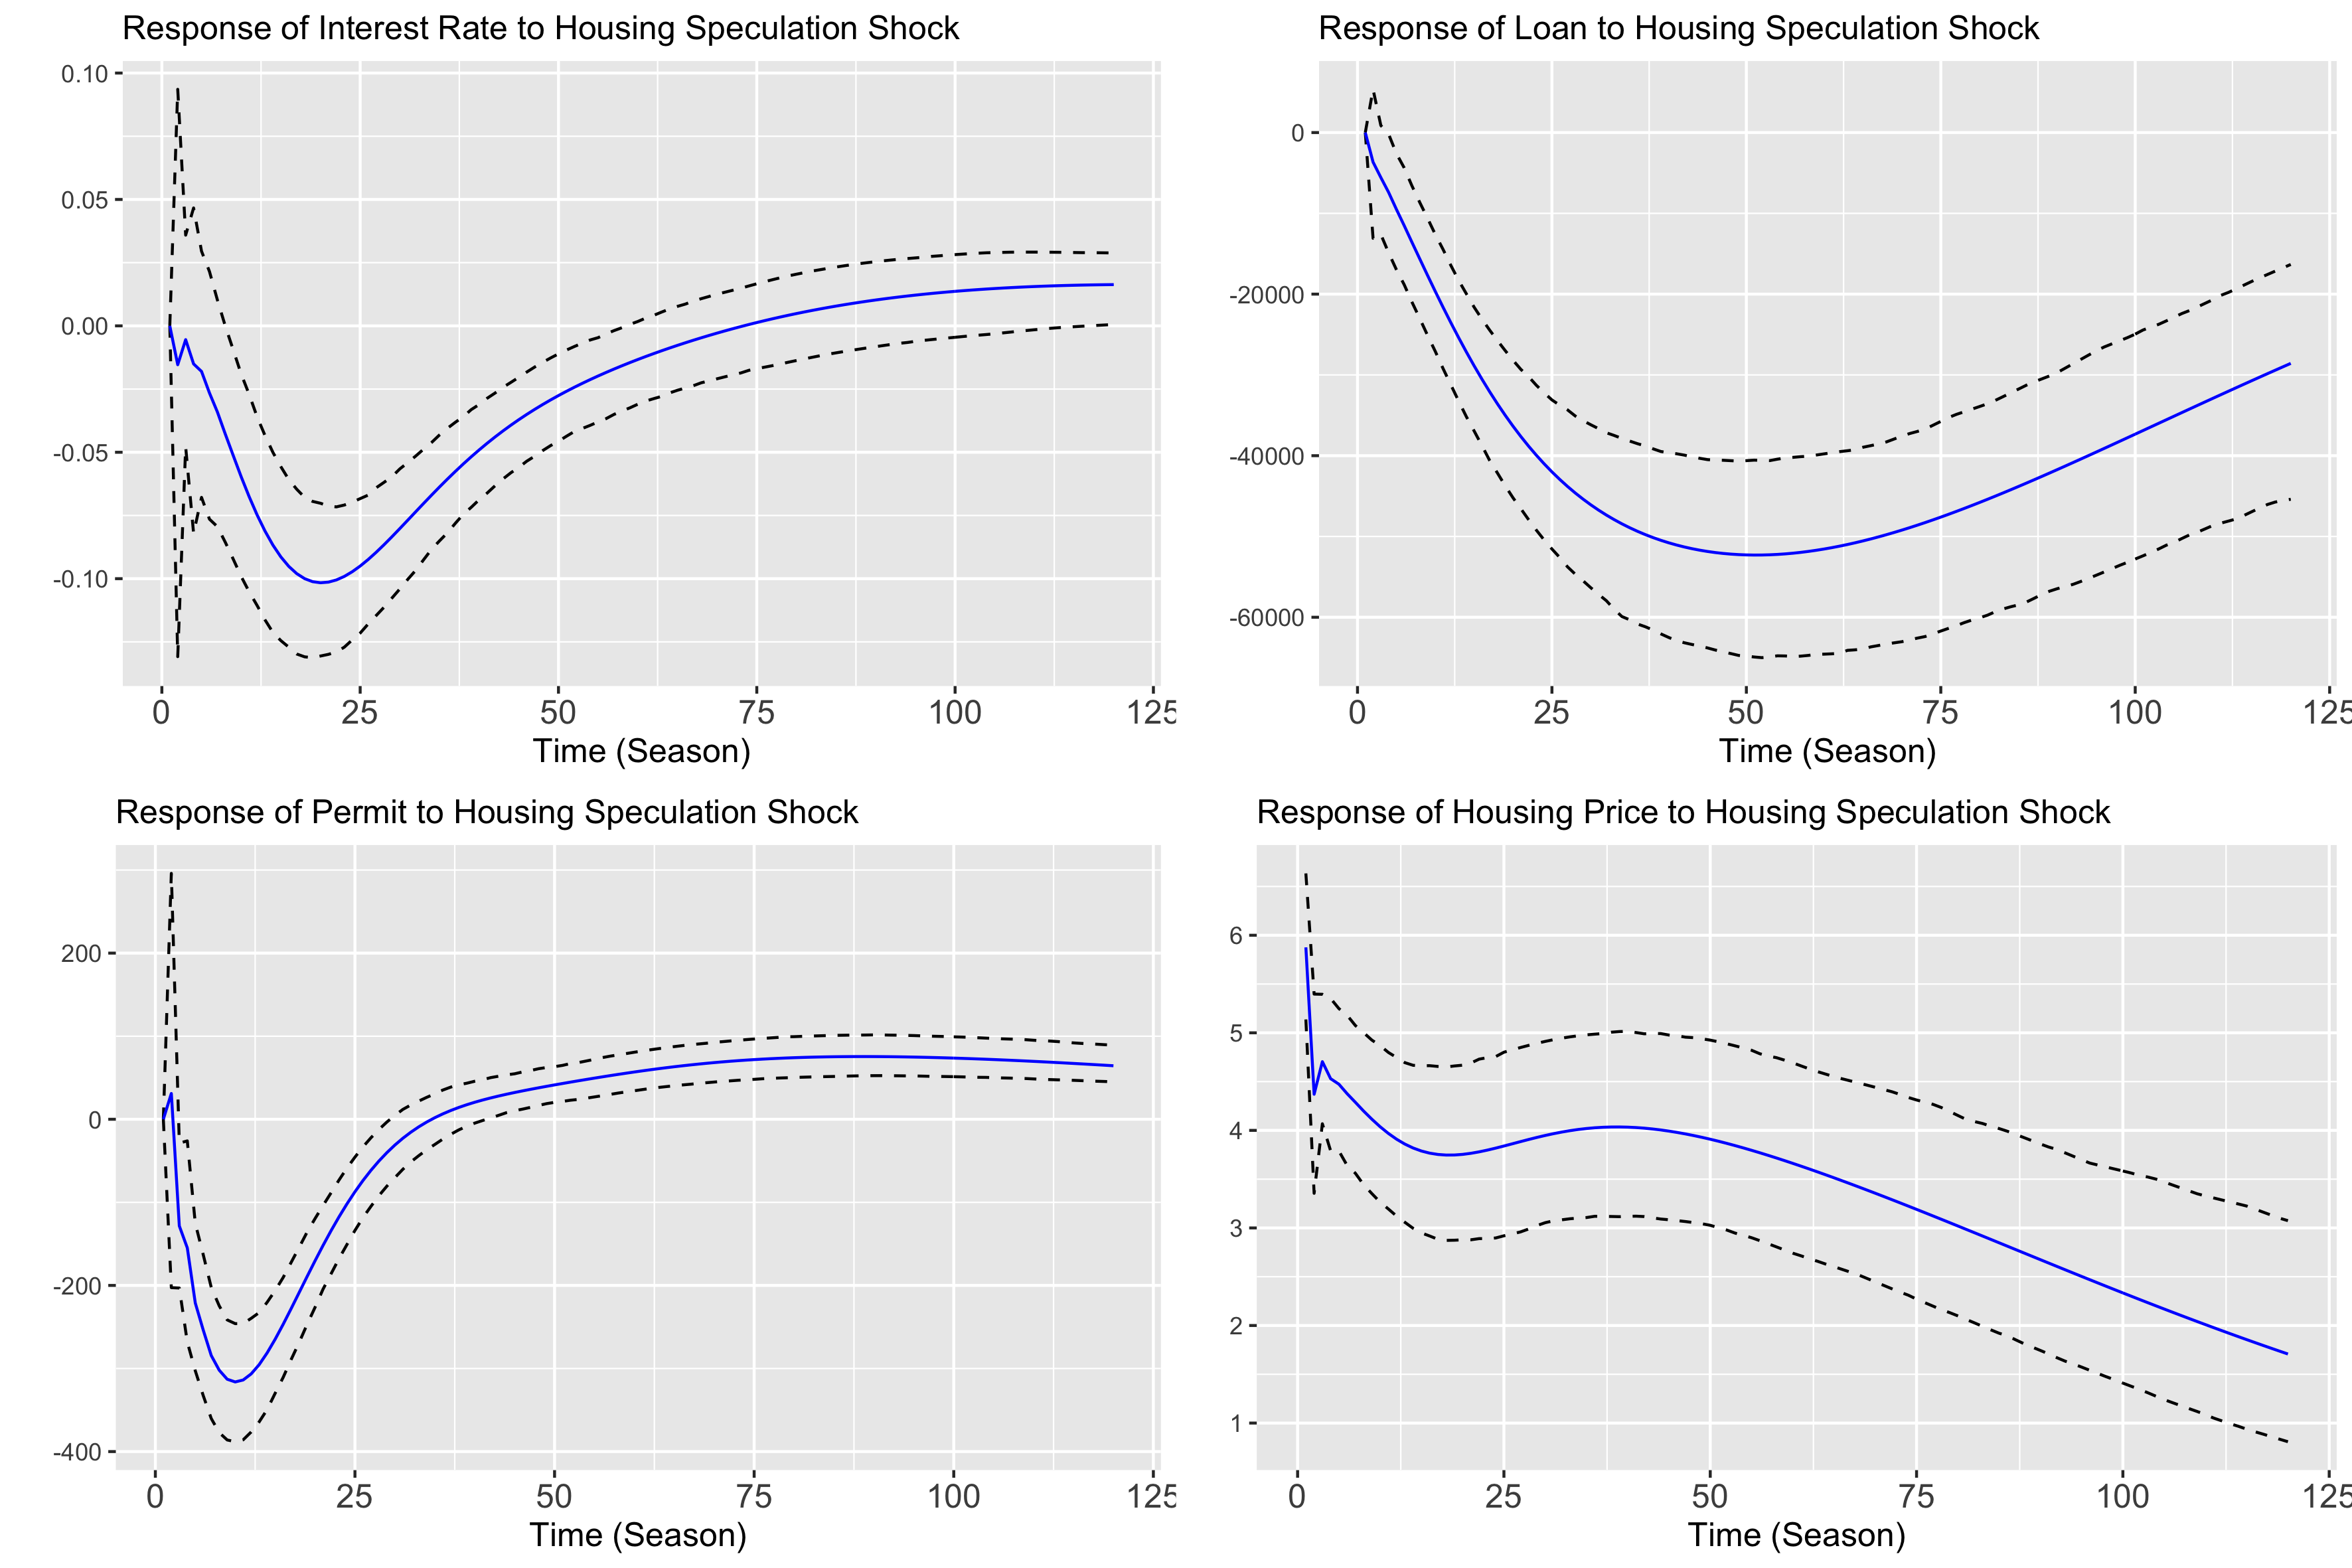 Response of Interest Rate to Housing Speculation Shock
0.10
0.05
0.00
-0.05
-0.10
0 25 50 75 100 125
Time (Season)
Response of Loan to Housing Speculation Shock
0
-20000
-40000
-60000
0 25 50 75 100 125
Time (Season)
Response of Permit to Housing Speculation Shock
200
0
-200
-400
0 25 50 75 100 125
Time (Season)
Response of Housing Price to Housing Speculation Shock
6
5
4
3
2
1
0 25 50 75 100 125
Time (Season)